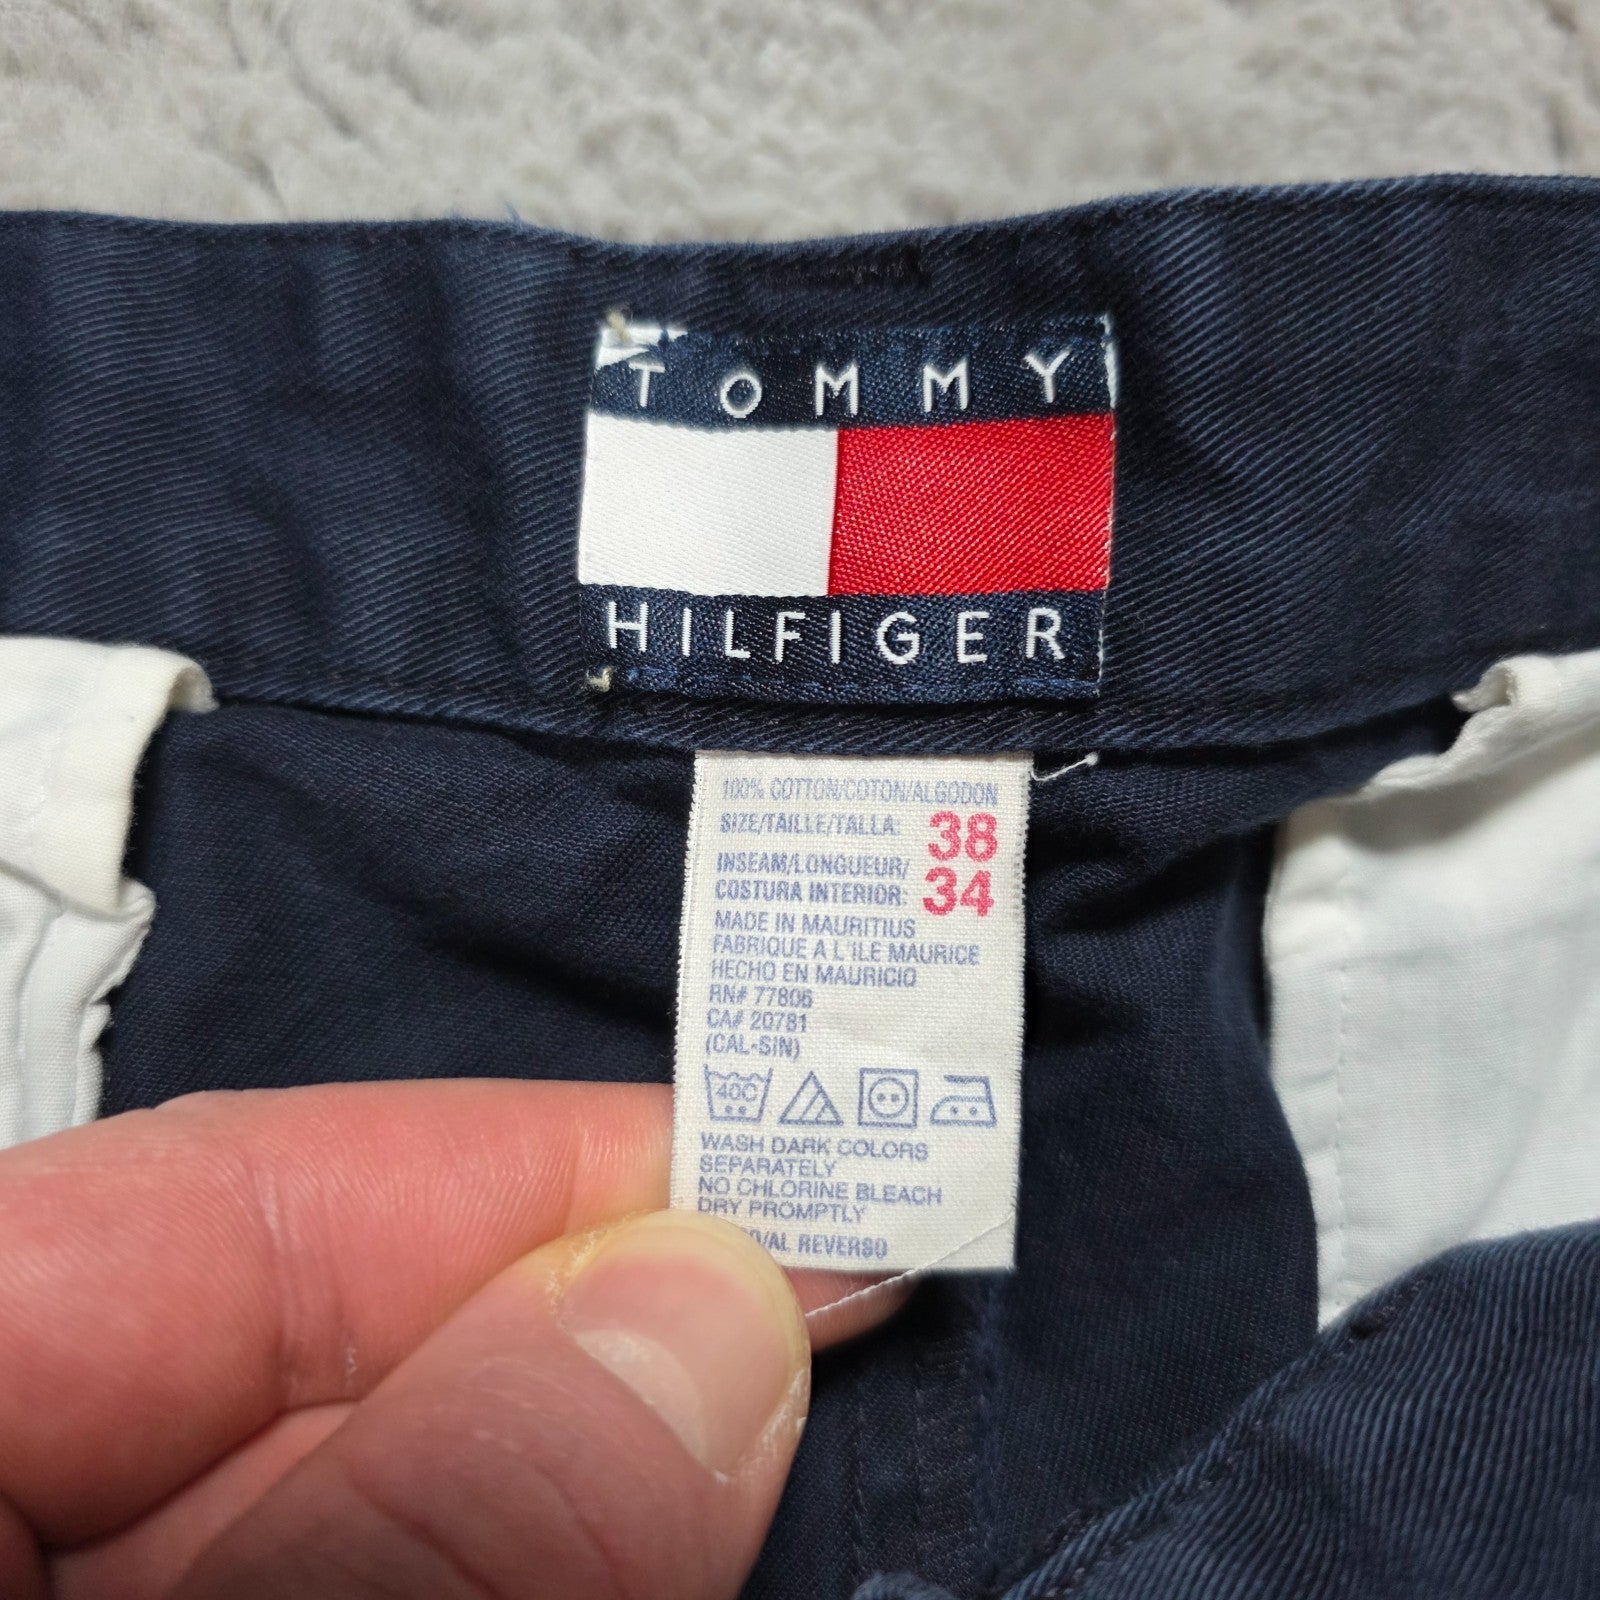 TOMMY
HILFIGER
100% COTTON/COTON/ALGODON
SIZE/TAILLE/TALLA: 38
INSEAM/LONGUEUR/
COSTURA INTERIOR: 34
MADE IN MAURITIUS
FABRIQUE A L'ILE MAURICE
HECHO EN MAURICIO
RN# 77806
CA# 20781
(CAL-SIN)
40C
WASH DARK COLORS
SEPARATELY
NO CHLORINE BLEACH
DRY PROMPTLY
/AL REVERSO